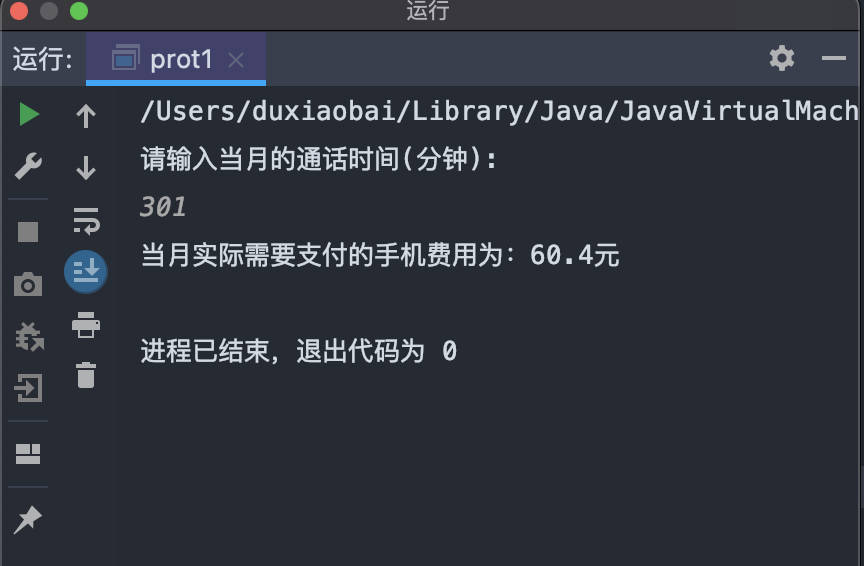 运行
运行: prot1
/Users/duxiaobai/Library/Java/JavaVirtualMach
请输入当月的通话时间(分钟):
301
当月实际需要支付的手机费用为: 60.4元
进程已结束，退出代码为 0